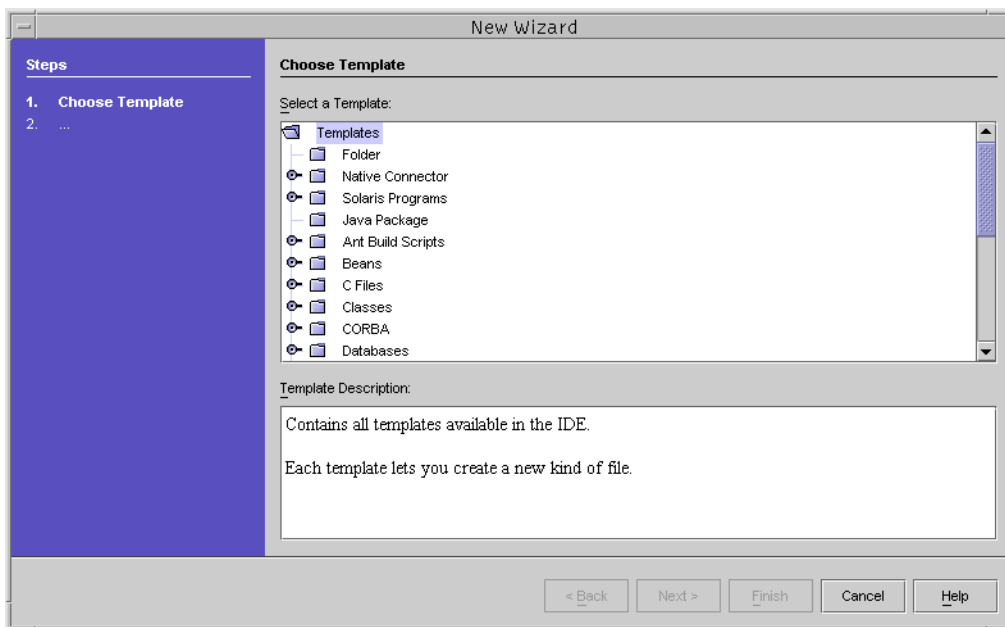 New Wizard
Steps
1. Choose Template
2. ...
Choose Template
Select a Template:
Templates
Folder
Native Connector
Solaris Programs
Java Package
Ant Build Scripts
Beans
C Files
Classes
CORBA
Databases
Template Description:
Contains all templates available in the IDE.
Each template lets you create a new kind of file.
< Back Next > Finish Cancel Help